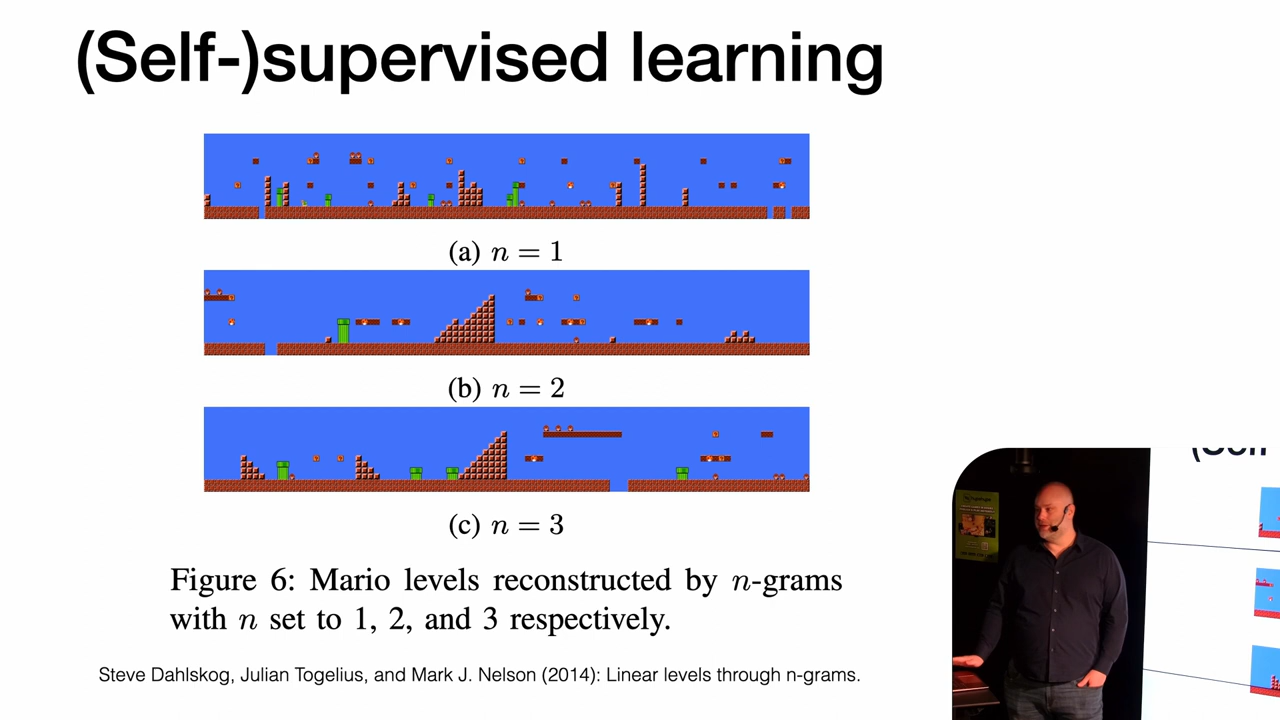 (Self-)supervised learning
(a) n = 1
(b) n = 2
(c) n = 3
Figure 6: Mario levels reconstructed by n-grams
with n set to 1, 2, and 3 respectively.
Steve Dahlskog, Julian Togelius, and Mark J. Nelson (2014): Linear levels through n-grams.